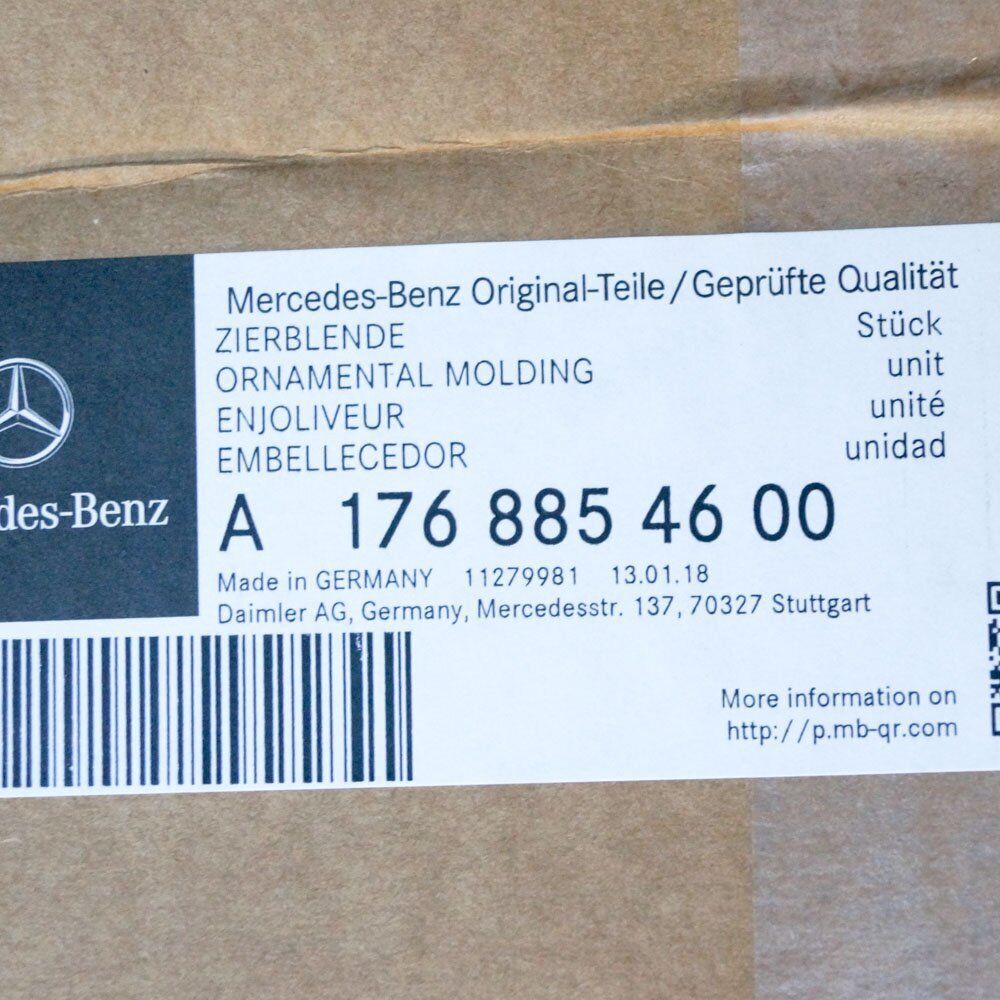 Mercedes-Benz Original-Teile/Geprüfte Qualität
ZIERBLENDE Stück
ORNAMENTAL MOLDING unit
ENJOLIVEUR unité
EMBELLECEDOR unidad
des-Benz
A 176 885 46 00
Made in GERMANY 11279981 13.01.18
Daimler AG, Germany, Mercedesstr. 137, 70327 Stuttgart
More information on
http://p.mb-qr.com